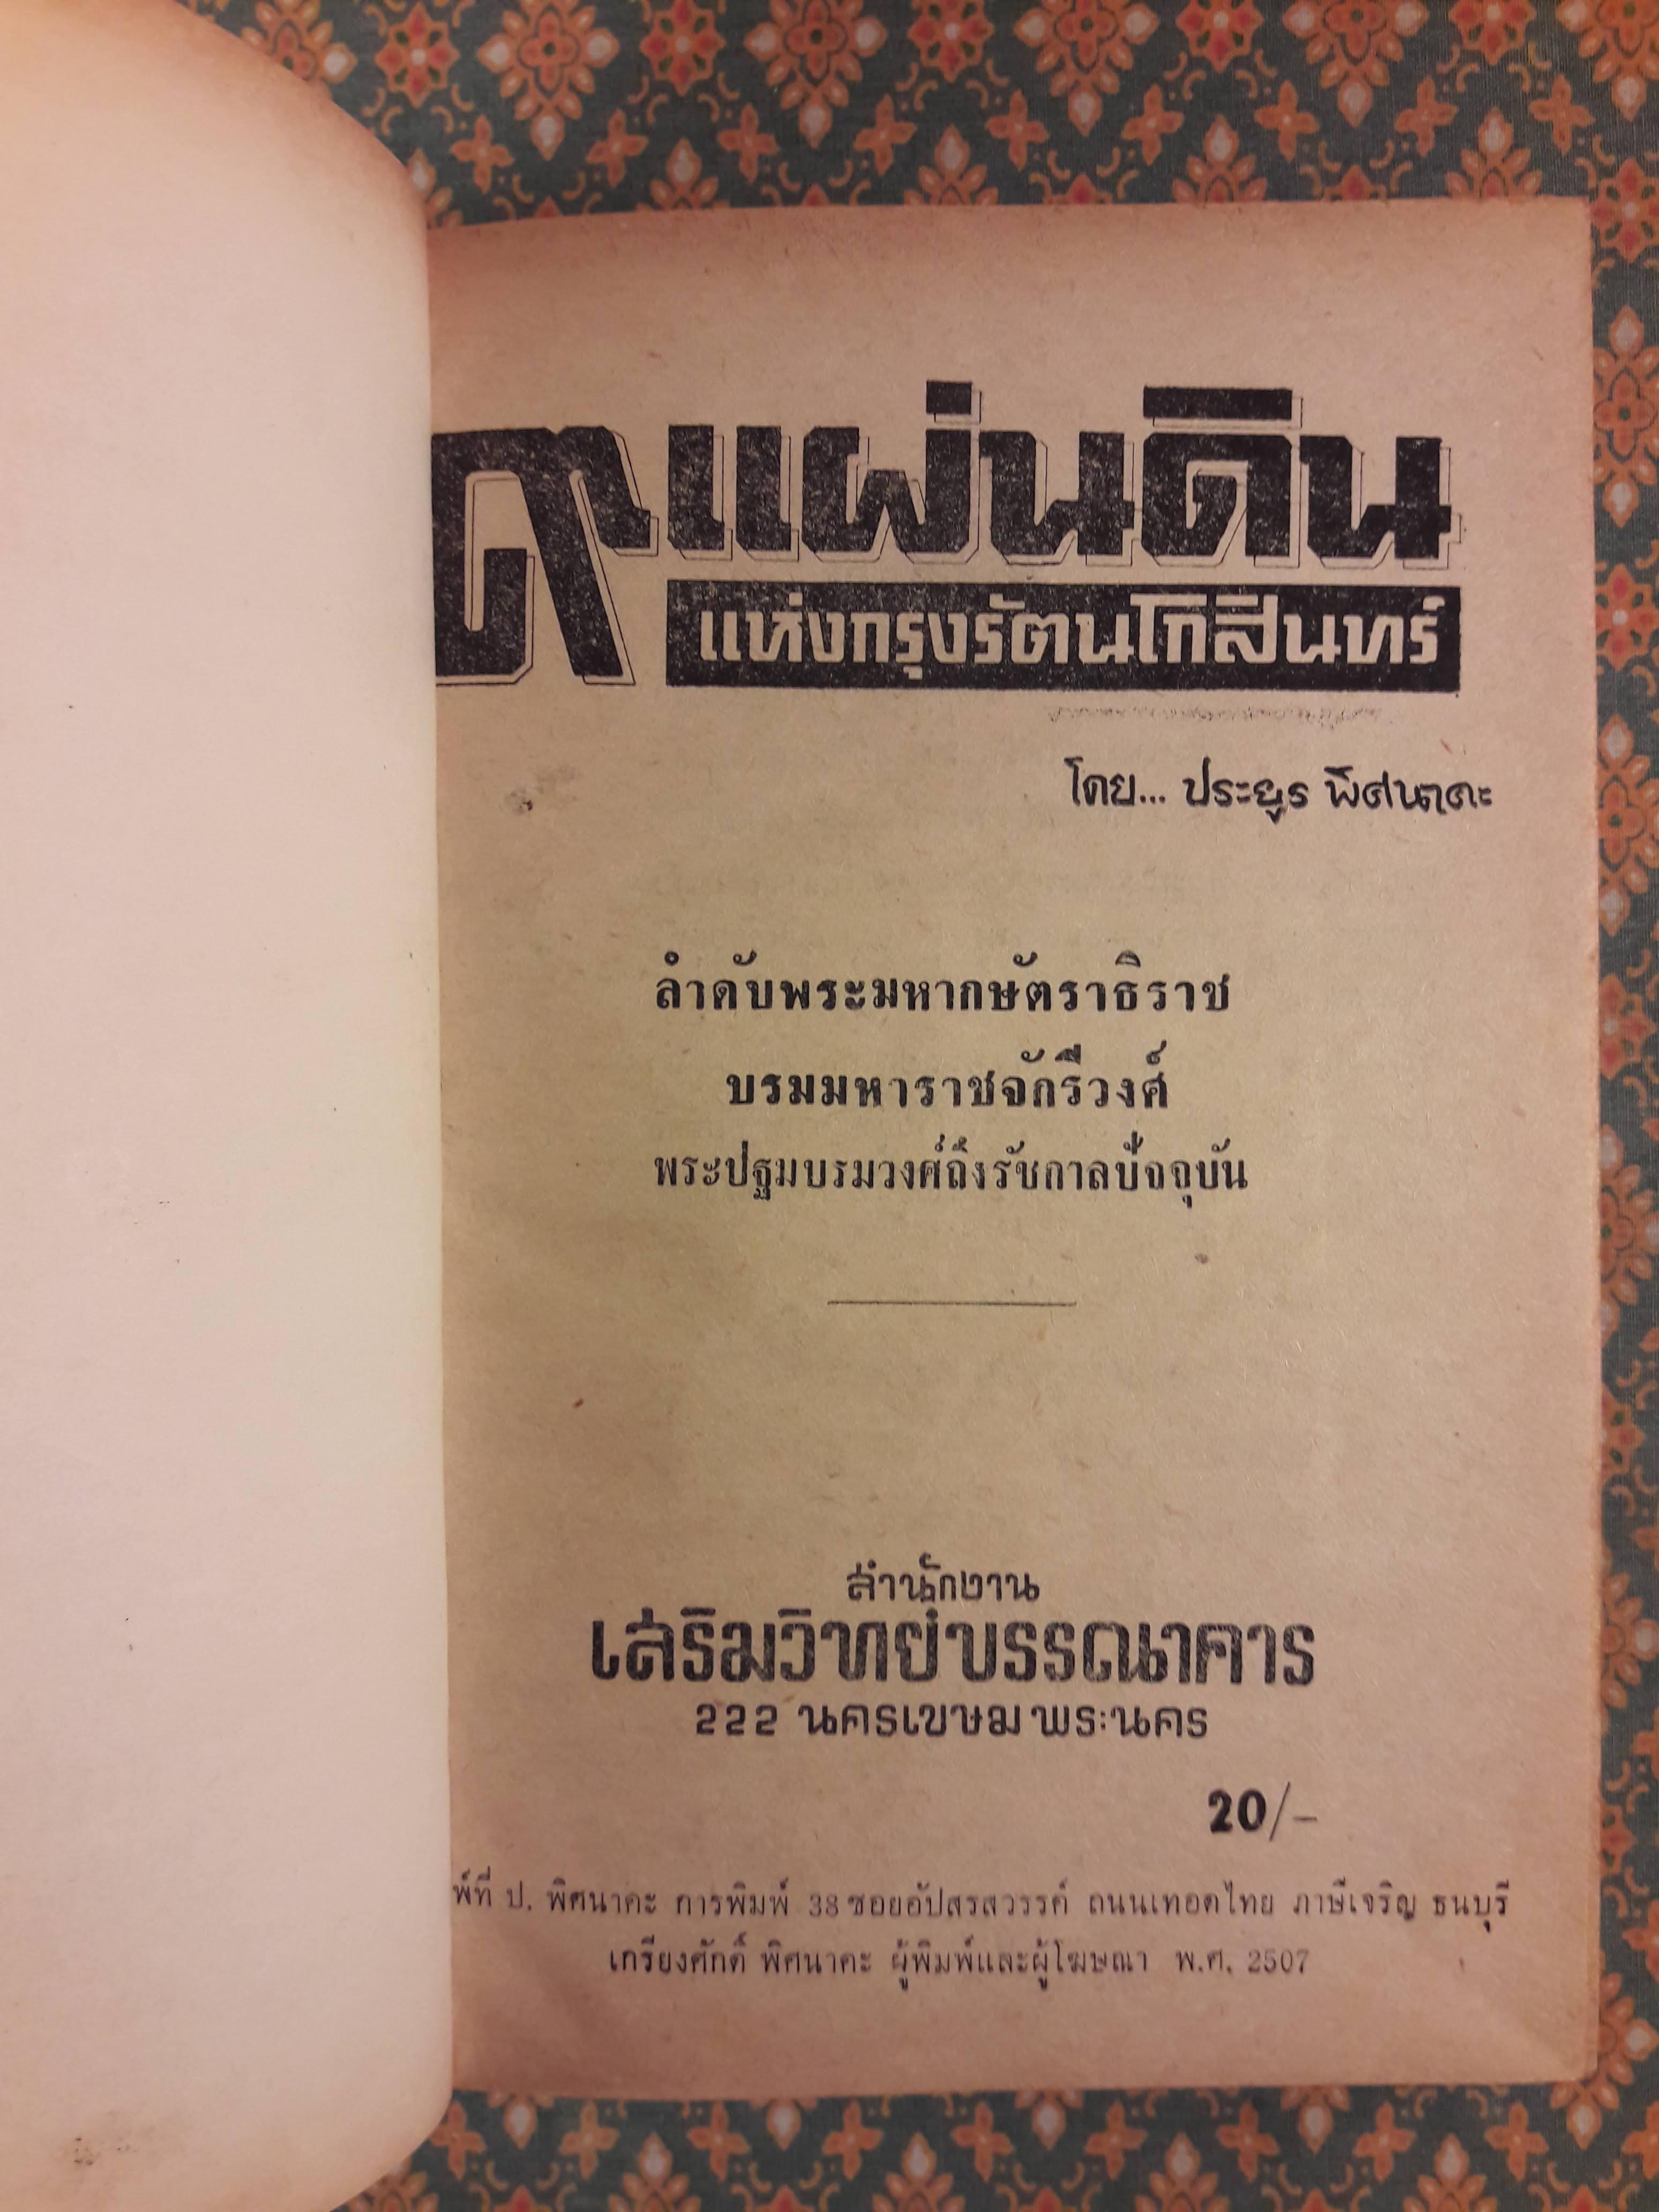 แผ่นดิน
แห่งกรุงรัตนโกสินทร์
โดย... ประยูร พิศนาคะ
ลำดับพระมหากษัตราธิราช
บรมมหาราชจักรีวงศ์
พระปฐมบรมวงศ์ถึงรัชกาลปัจจุบัน
สำนักงาน
เสริมวิทย์บรรณาคาร
๒๒๒ นครเขษม พระนคร
20/-
พ์ที่ ป. พิศนาคะ การพิมพ์ 38 ซอยอัปสรสวรรค์ ถนนเทอดไทย ภาษีเจริญ ธนบุรี
เกรียงศักดิ์ พิศนาคะ ผู้พิมพ์และผู้โฆษณา พ.ศ. 2507